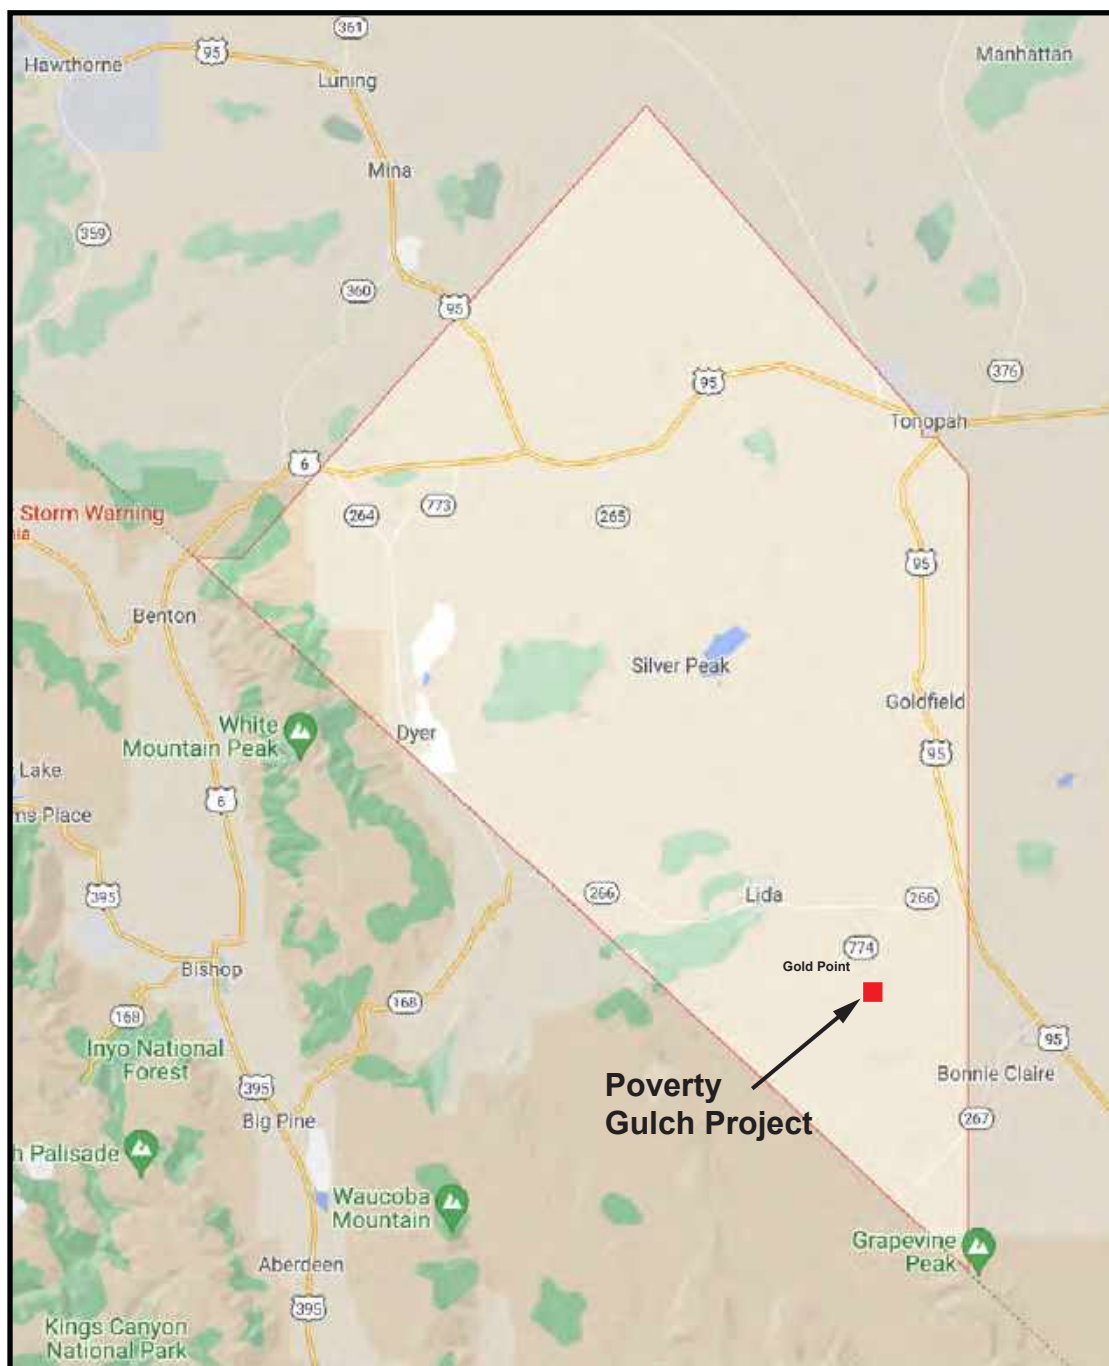 361
Manhattan
95
Hawthorne
Luning
Mina
359
360
95
376
95
Tonopah
6
773
264
265
Storm Warning
95
Benton
Silver Peak
Goldfield
White
Mountain Peak
Dyer
95
Lake
6
Place
266
Lida
266
395
774
Gold Point
Bishop
168
168
Inyo National
Forest
95
Bonnie Claire
395
Poverty
Gulch Project
Big Pine
267
Palisade
Waucoba
Mountain
Grapevine
Peak
Aberdeen
395
Kings Canyon
National Park